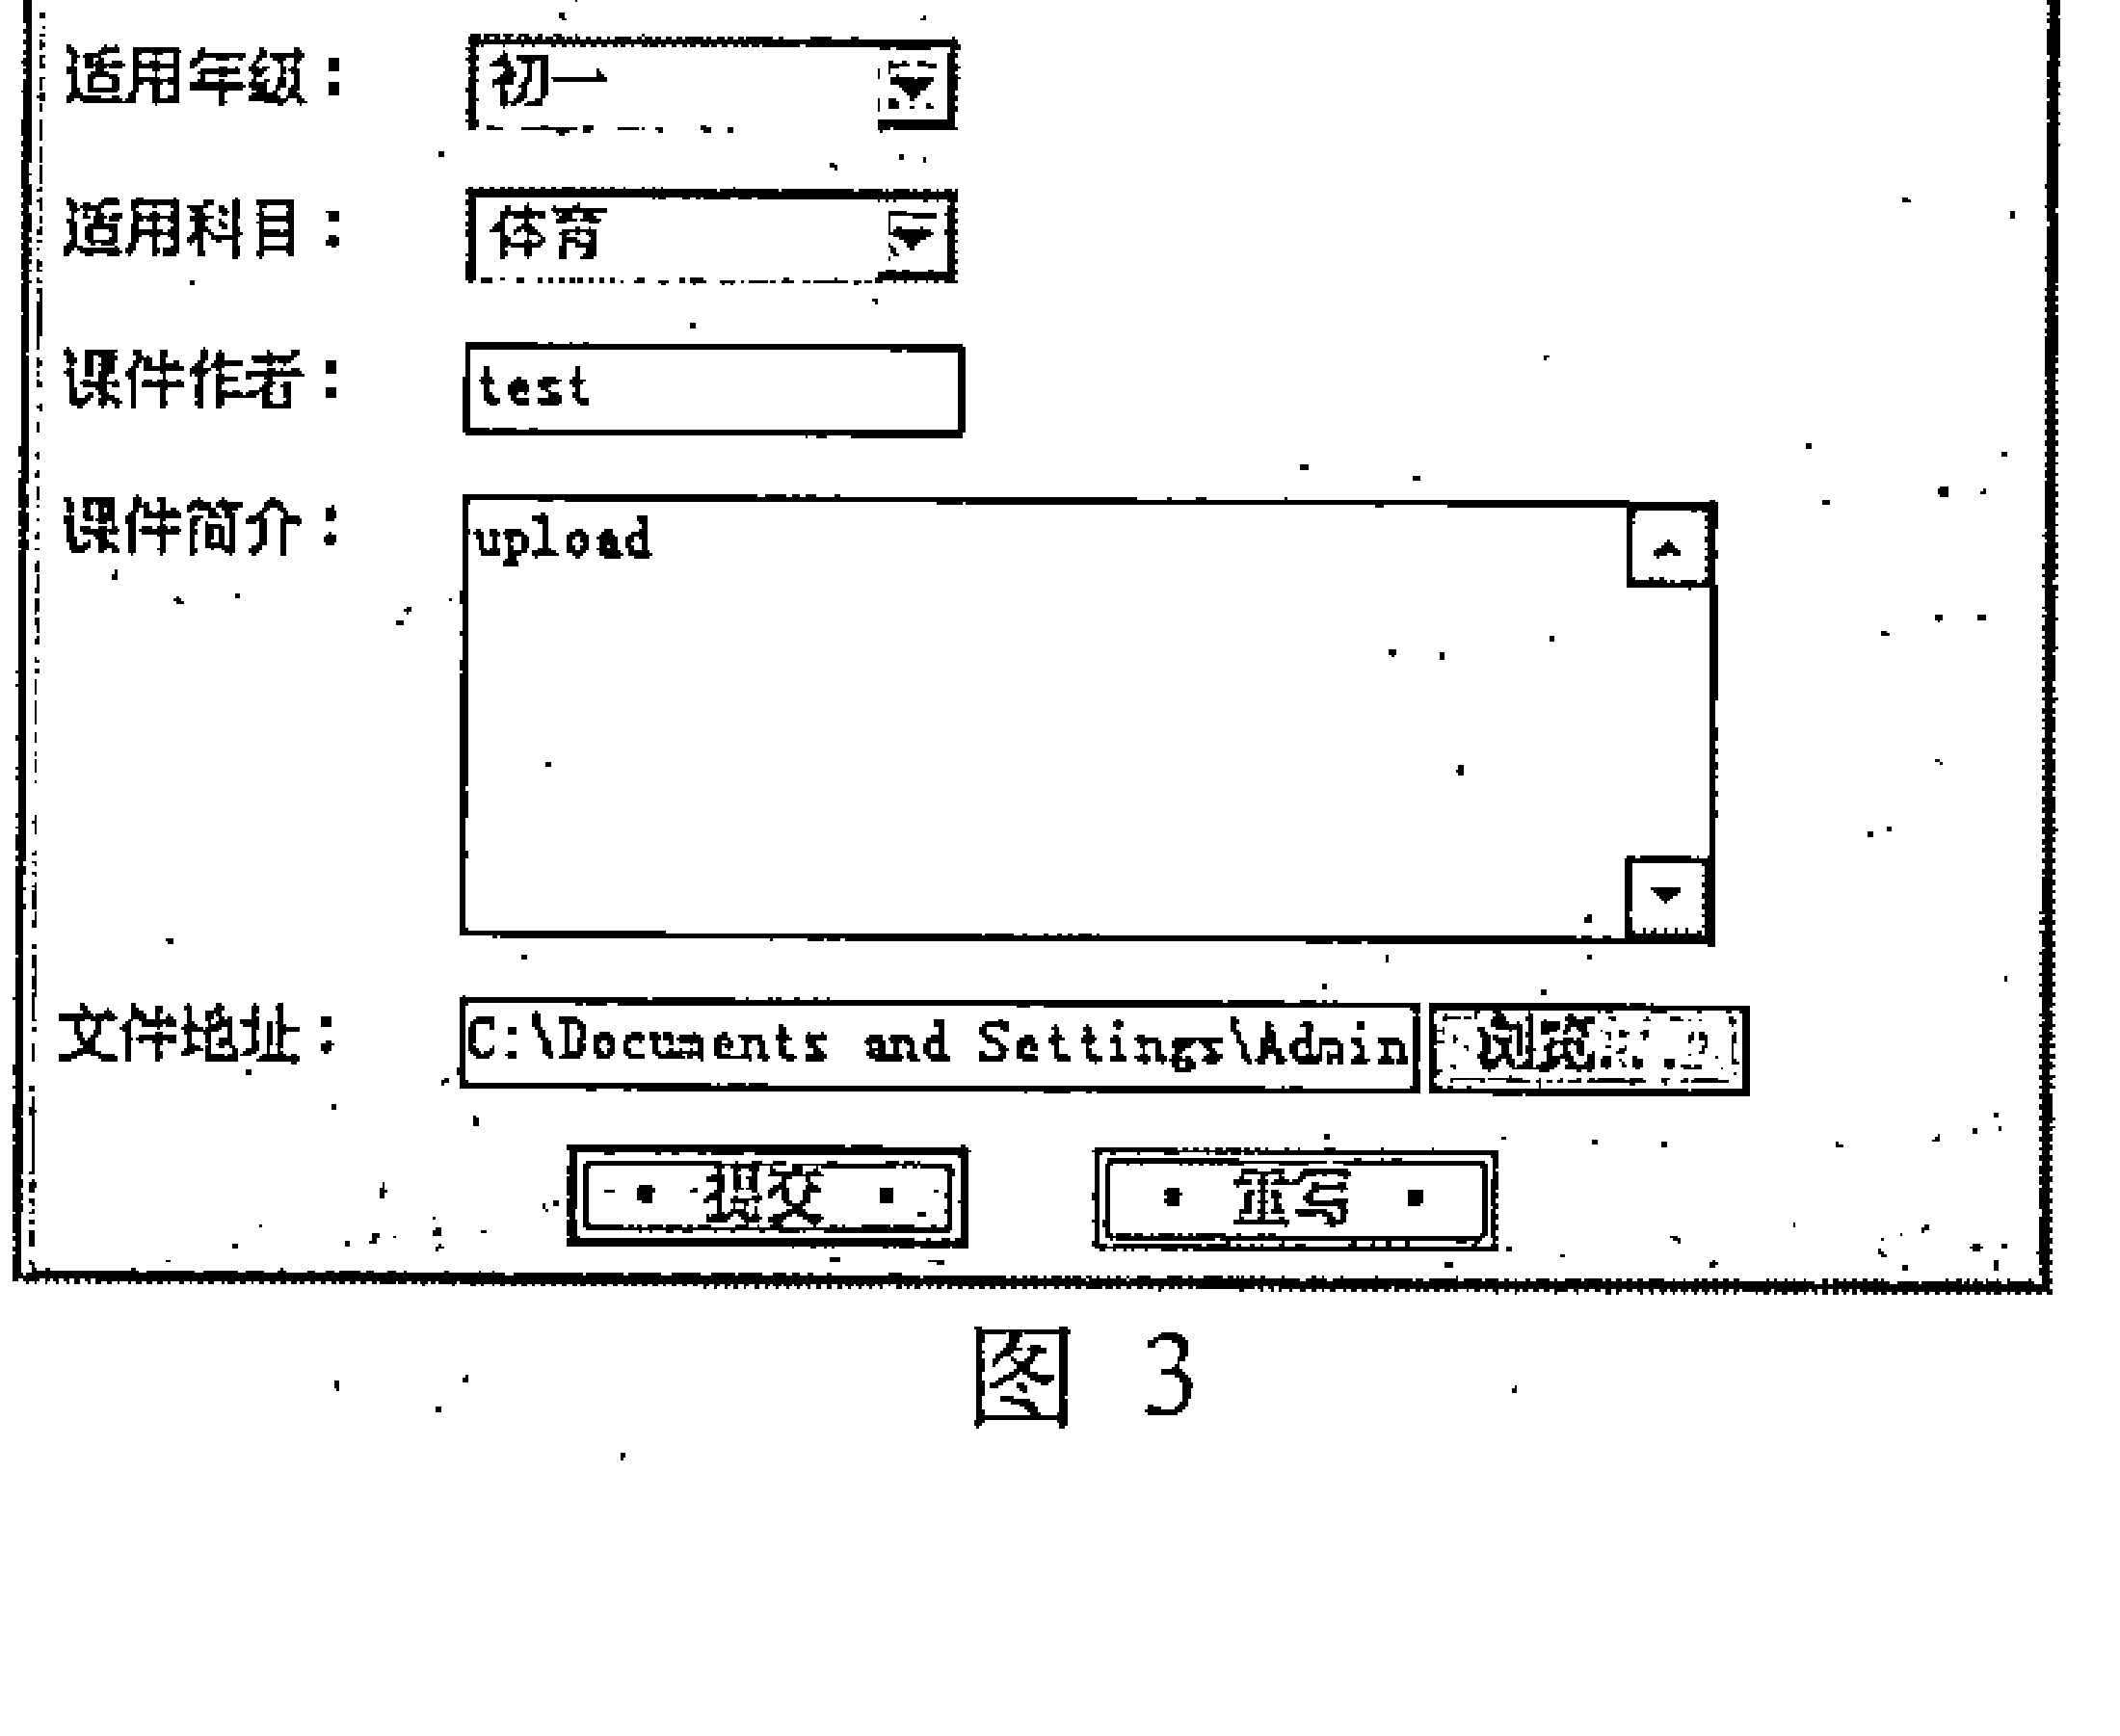 适用年级： 初一
适用科目： 体育
课件作者： test
课件简介： upload
文件地址： C:\Documents and Settings\Admin 浏览...
提交 重写
图 3